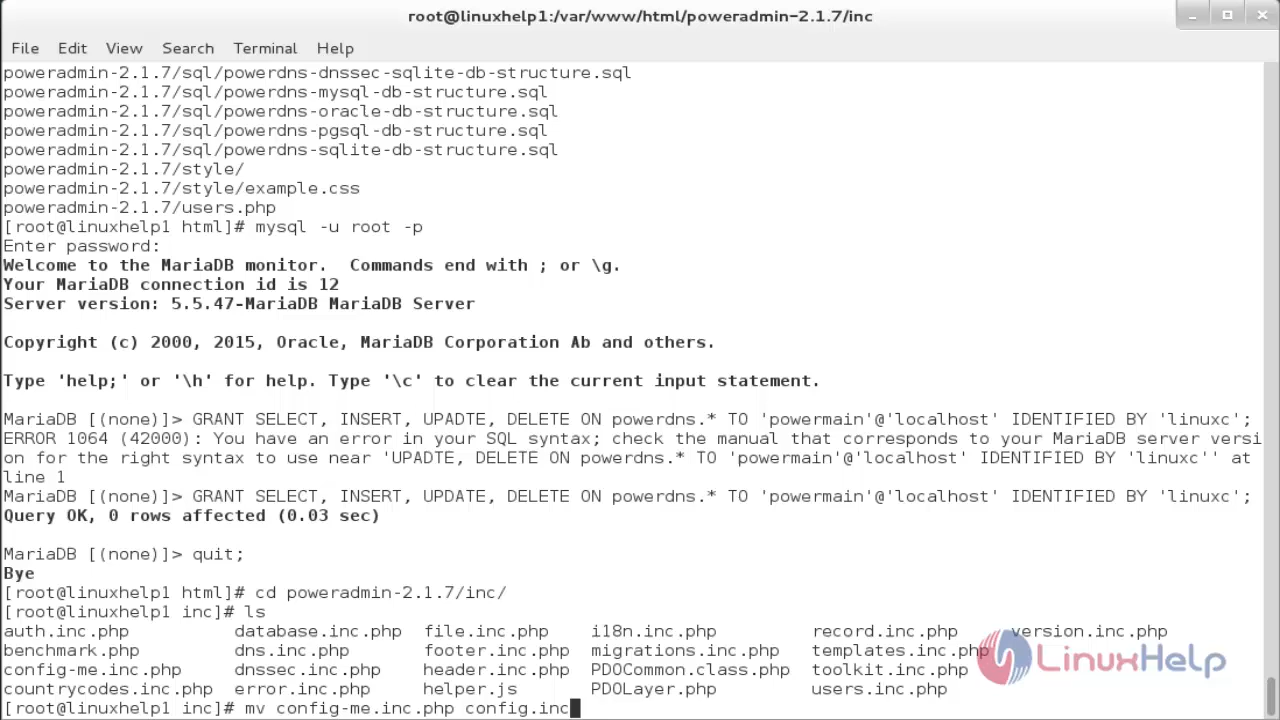 root@linuxhelp1:/var/www/html/poweradmin-2.1.7/inc
File Edit View Search Terminal Help
poweradmin-2.1.7/sql/powerdns-dnssec-sqlite-db-structure.sql
poweradmin-2.1.7/sql/powerdns-mysql-db-structure.sql
poweradmin-2.1.7/sql/powerdns-oracle-db-structure.sql
poweradmin-2.1.7/sql/powerdns-pgsql-db-structure.sql
poweradmin-2.1.7/sql/powerdns-sqlite-db-structure.sql
poweradmin-2.1.7/style/
poweradmin-2.1.7/style/example.css
poweradmin-2.1.7/users.php
[root@linuxhelp1 html]# mysql -u root -p
Enter password:
Welcome to the MariaDB monitor.  Commands end with ; or \g.
Your MariaDB connection id is 12
Server version: 5.5.47-MariaDB MariaDB Server
Copyright (c) 2000, 2015, Oracle, MariaDB Corporation Ab and others.
Type 'help;' or '\h' for help. Type '\c' to clear the current input statement.
MariaDB [(none)]> GRANT SELECT, INSERT, UPADTE, DELETE ON powerdns.* TO 'powermain'@'localhost' IDENTIFIED BY 'linuxc';
ERROR 1064 (42000): You have an error in your SQL syntax; check the manual that corresponds to your MariaDB server versi
on for the right syntax to use near 'UPADTE, DELETE ON powerdns.* TO 'powermain'@'localhost' IDENTIFIED BY 'linuxc'' at
line 1
MariaDB [(none)]> GRANT SELECT, INSERT, UPDATE, DELETE ON powerdns.* TO 'powermain'@'localhost' IDENTIFIED BY 'linuxc';
Query OK, 0 rows affected (0.03 sec)
MariaDB [(none)]> quit;
Bye
[root@linuxhelp1 html]# cd poweradmin-2.1.7/inc/
[root@linuxhelp1 inc]# ls
auth.inc.php database.inc.php file.inc.php i18n.inc.php record.inc.php version.inc.php
benchmark.php dns.inc.php footer.inc.php migrations.inc.php templates.inc.php
config-me.inc.php dnssec.inc.php header.inc.php PDOCommon.class.php toolkit.inc.php
countrycodes.inc.php error.inc.php helper.js PDOLayer.php users.inc.php
[root@linuxhelp1 inc]# mv config-me.inc.php config.inc
LinuxHelp